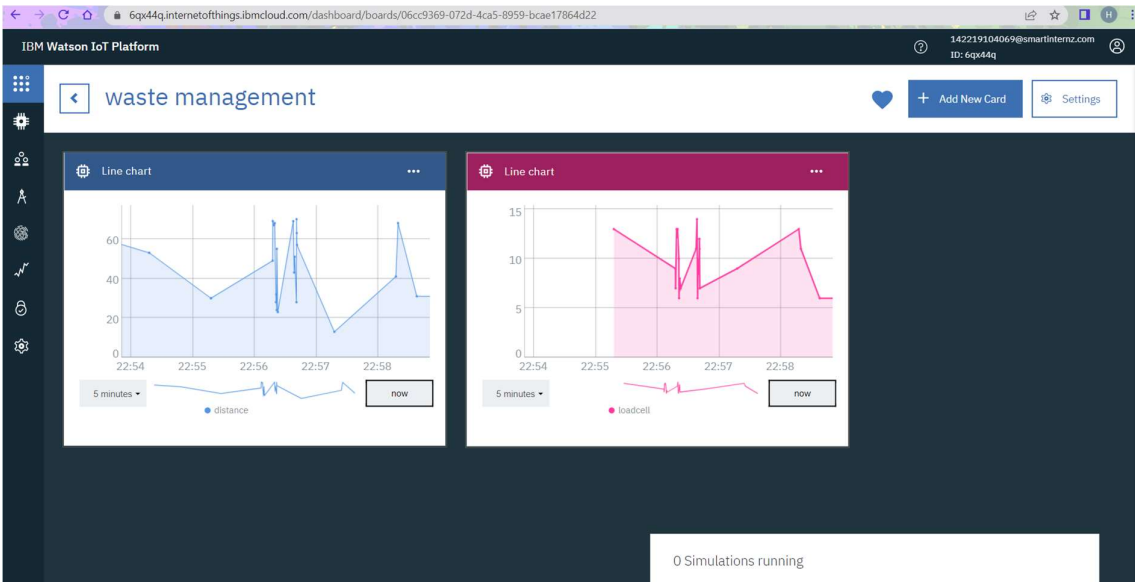 6qx44q.internetofthings.ibmcloud.com/dashboard/boards/06cc9369-072d-4ca5-8959-bcae17864d22
H
IBM Watson IoT Platform
142219104069@smartinternz.com
ID: 6qx44q
waste management
+ Add New Card
Settings
Line chart
60
40
20
0
22:54 22:55 22:56 22:57 22:58
5 minutes
now
distance
Line chart
15
10
5
0
22:54 22:55 22:56 22:57 22:58
5 minutes
now
loadcell
0 Simulations running